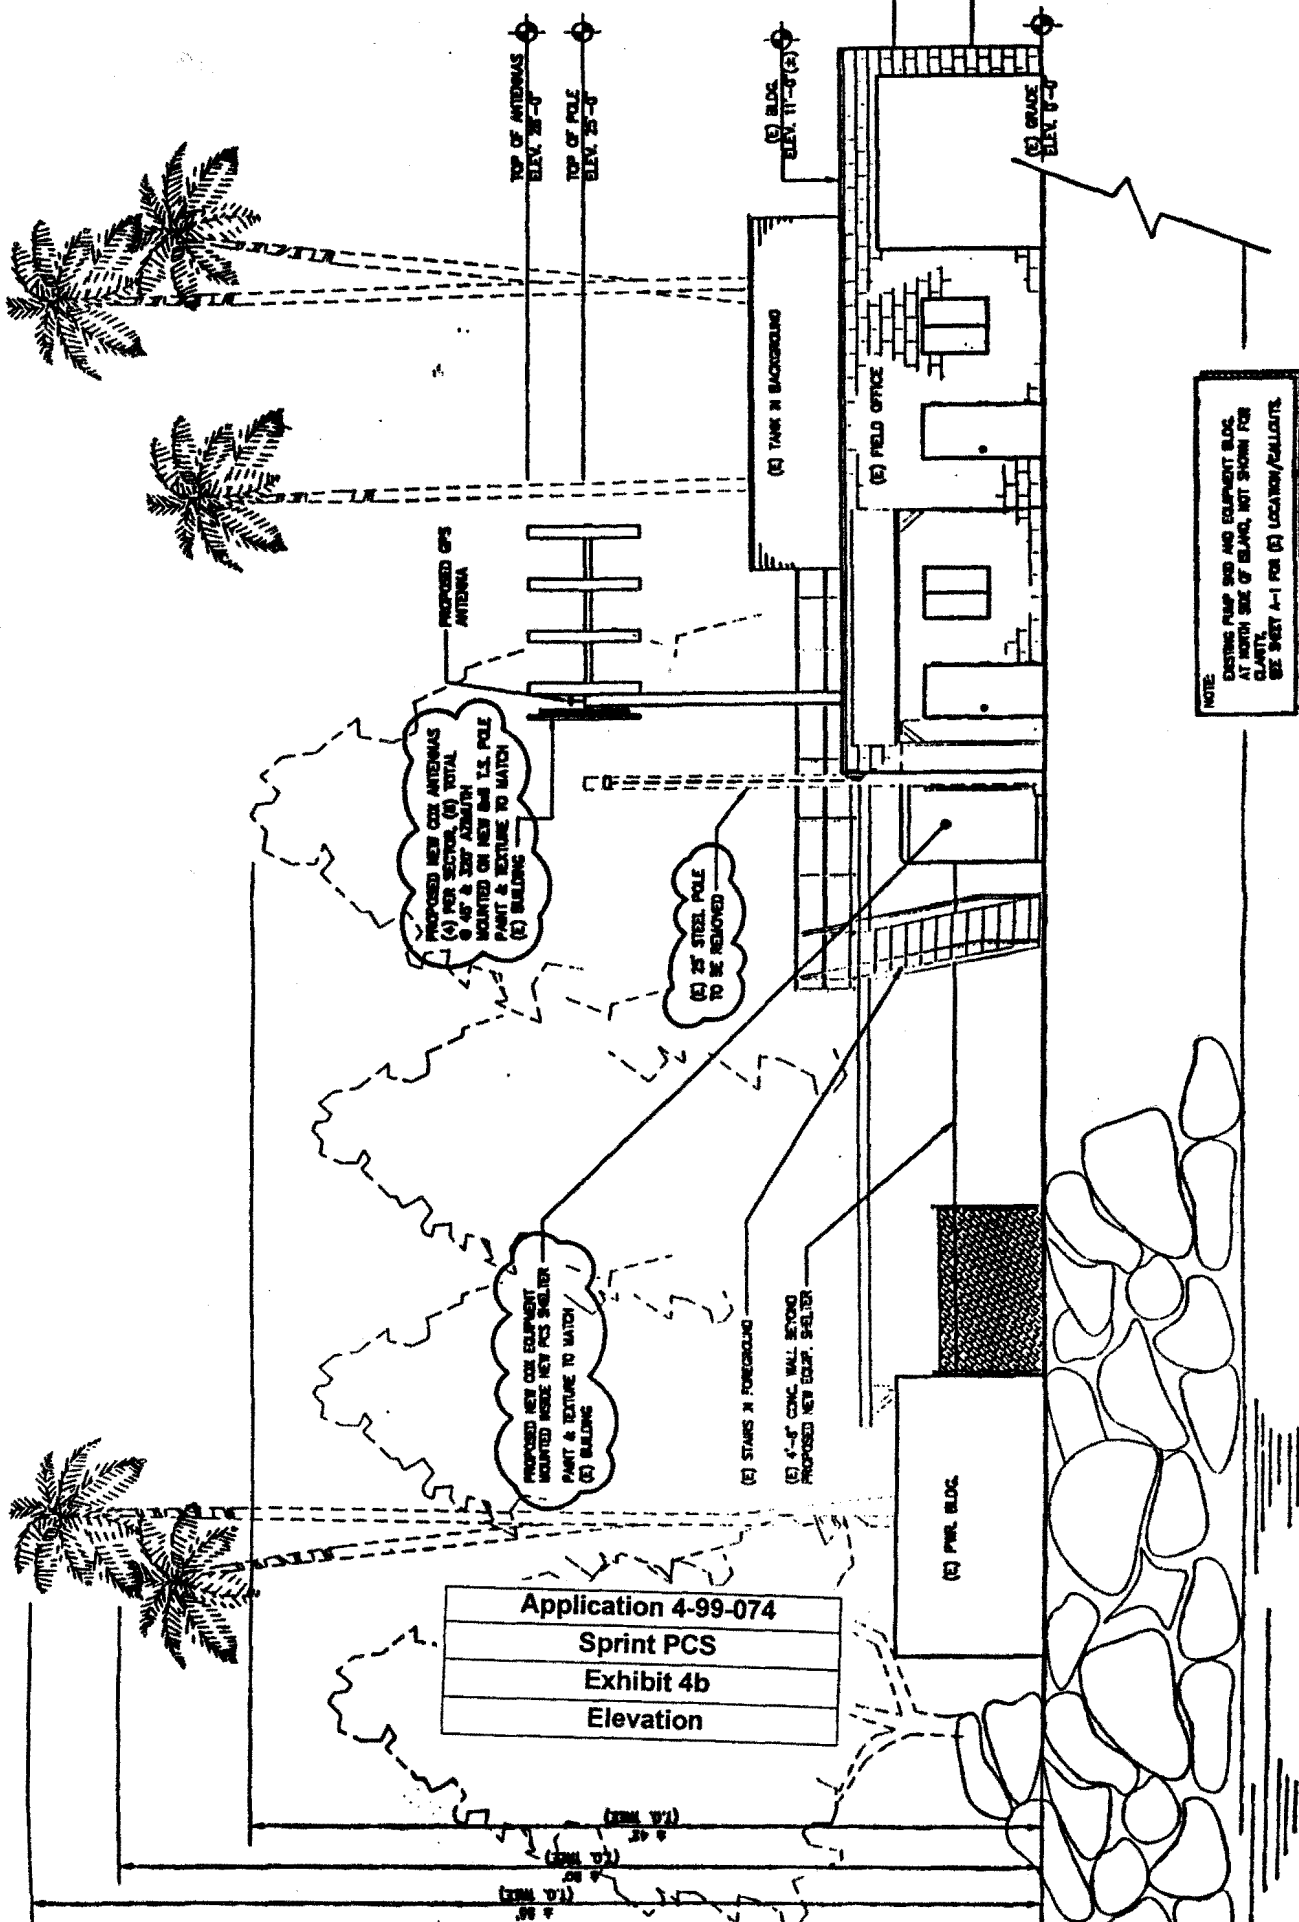 TOP OF ANTENNAS
ELEV. 28'-0"
TOP OF POLE
ELEV. 25'-0"
(E) BLDG.
ELEV. 11'-0"(±)
(E) GRADE
ELEV. 0'-0"
PROPOSED GPS
ANTENNA
(E) TANK IN BACKGROUND
(E) FIELD OFFICE
PROPOSED NEW COX ANTENNAS
(4) PER SECTOR, (8) TOTAL
MOUNTED ON NEW 8x8 T.S. POLE
PAINT & TEXTURE TO MATCH
(E) BUILDING
(E) 25' STEEL POLE
TO BE REMOVED
PROPOSED NEW COX EQUIPMENT
MOUNTED INSIDE NEW PCS SHELTER
PAINT & TEXTURE TO MATCH
(E) BUILDING
(E) STAIRS IN FOREGROUND
(E) 4'-6" CONC. WALL BEYOND
PROPOSED NEW EQUIP. SHELTER
(E) PWR. BLDG.
NOTE:
EXISTING PUMP SKID AND EQUIPMENT BLDG.
AT NORTH SIDE OF ISLAND, NOT SHOWN FOR
CLARITY.
SEE SHEET A-1 FOR (E) LOCATION/CALLOUTS.
Application 4-99-074
Sprint PCS
Exhibit 4b
Elevation
(T.O. TREE)
(T.O. TREE)
(T.O. TREE)